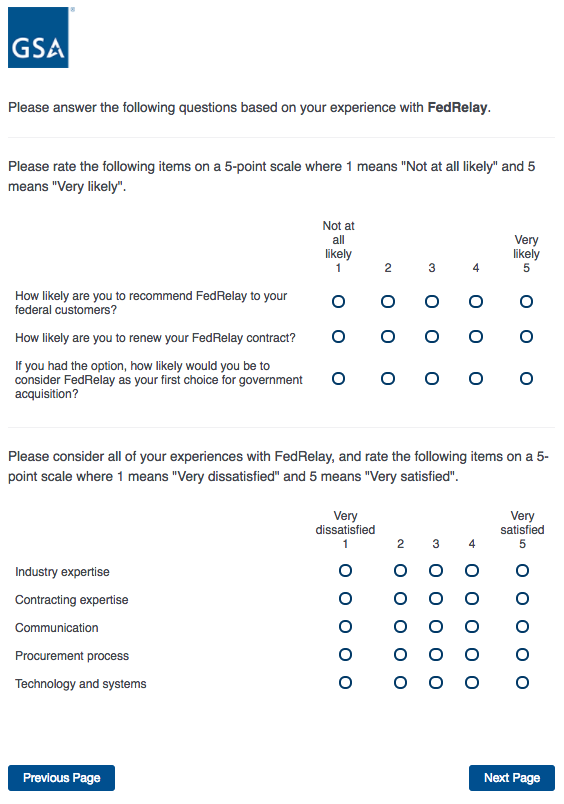 GSA
Please answer the following questions based on your experience with FedRelay.
Please rate the following items on a 5-point scale where 1 means "Not at all likely" and 5
means "Very likely".
Not at
all
likely
1
2
3
4
Very
likely
5
How likely are you to recommend FedRelay to your
federal customers?
How likely are you to renew your FedRelay contract?
If you had the option, how likely would you be to
consider FedRelay as your first choice for government
acquisition?
Please consider all of your experiences with FedRelay, and rate the following items on a 5-
point scale where 1 means "Very dissatisfied" and 5 means "Very satisfied".
Very
dissatisfied
1
2
3
4
Very
satisfied
5
Industry expertise
Contracting expertise
Communication
Procurement process
Technology and systems
Previous Page
Next Page